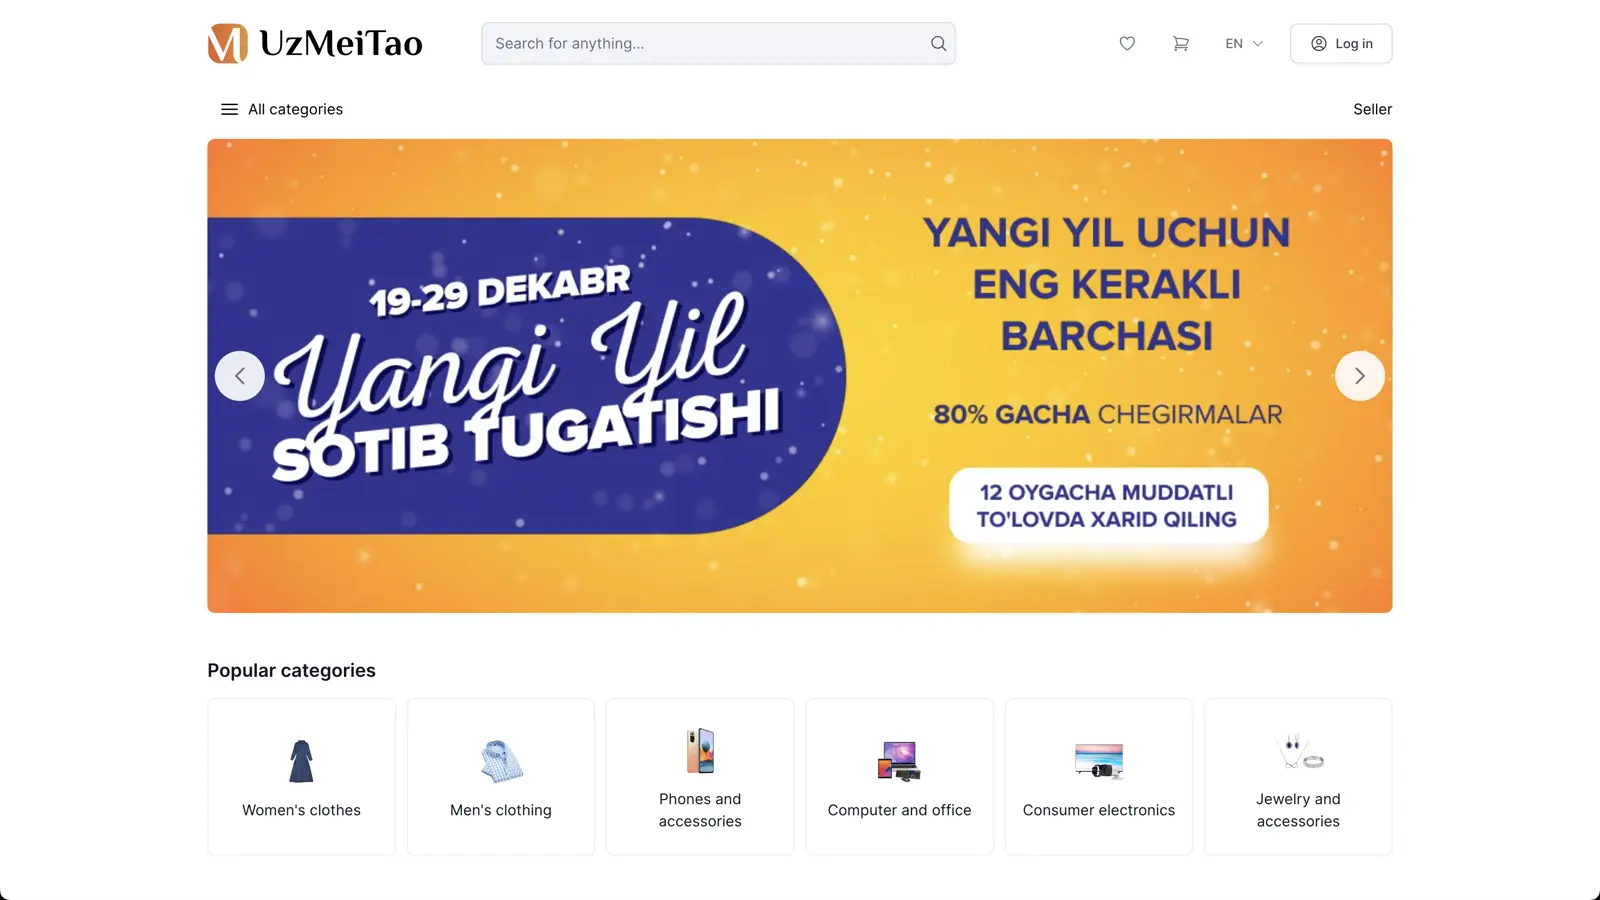 UzMeiTao
Search for anything...
EN
Log in
All categories
Seller
19-29 DEKABR
Yangi Yil
SOTIB TUGATISHI
YANGI YIL UCHUN
ENG KERAKLI
BARCHASI
80% GACHA CHEGIRMALAR
12 OYGACHA MUDDATLI
TO'LOVDA XARID QILING
Popular categories
Women's clothes
Men's clothing
Phones and
accessories
Computer and office
Consumer electronics
Jewelry and
accessories